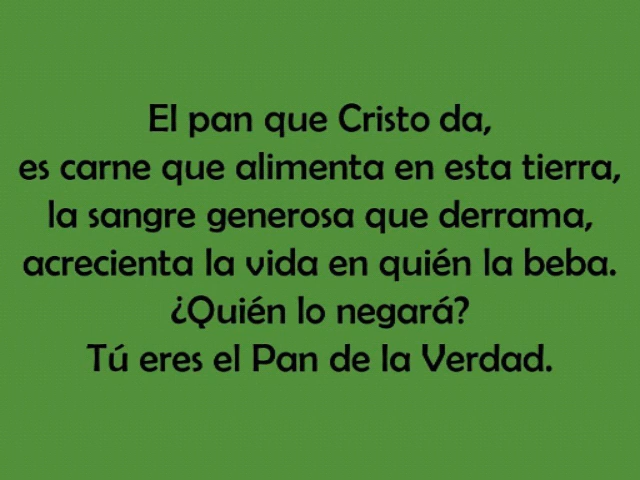 El pan que Cristo da,
es carne que alimenta en esta tierra,
la sangre generosa que derrama,
acrecienta la vida en quién la beba.
¿Quién lo negará?
Tú eres el Pan de la Verdad.